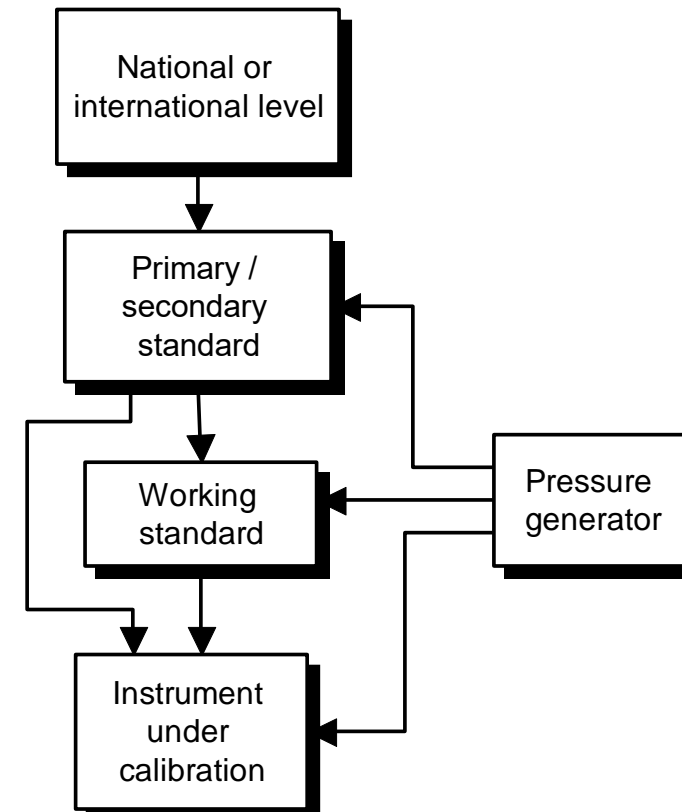 National or
international level
Primary /
secondary
standard
Working
standard
Pressure
generator
Instrument
under
calibration